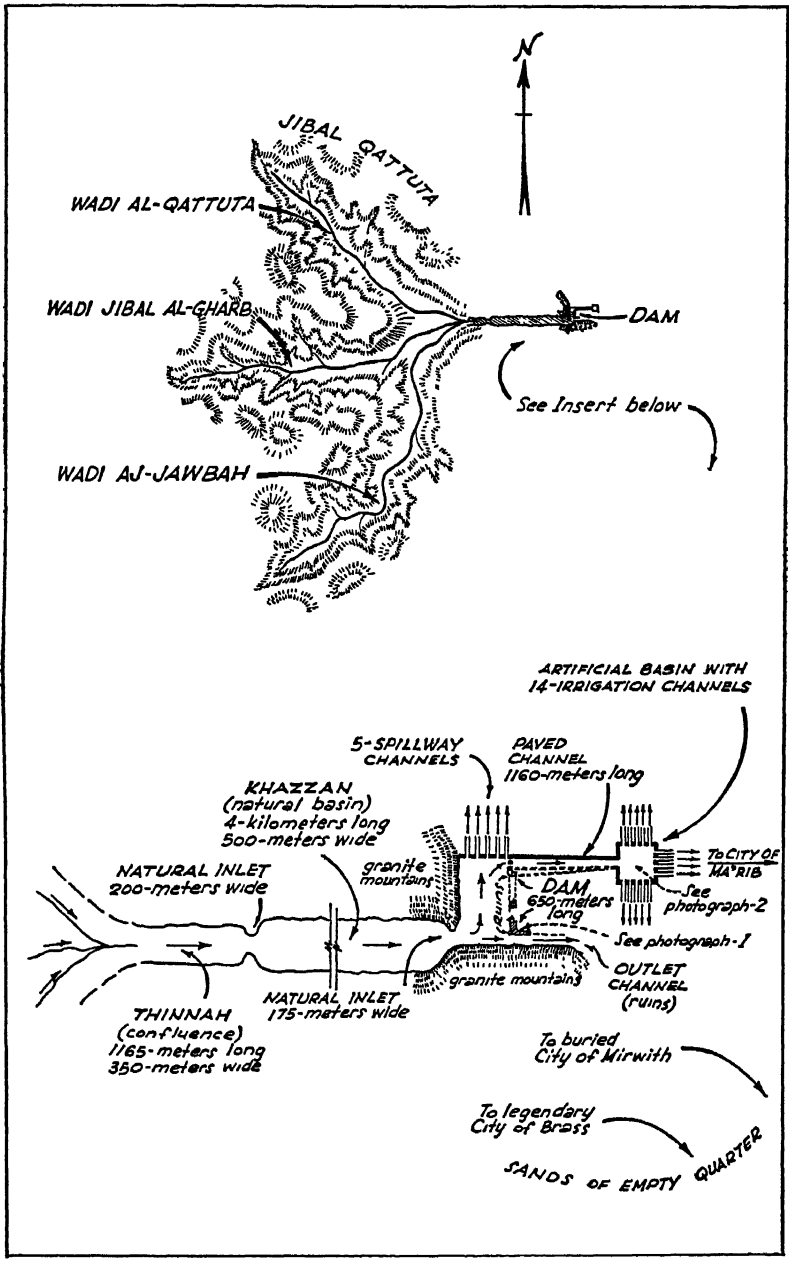 N
JIBAL QATTUTA
WADI AL-QATTUTA
WADI JIBAL AL-GHARB
DAM
See Insert below
WADI AJ-JAWBAH
ARTIFICIAL BASIN WITH
14-IRRIGATION CHANNELS
5-SPILLWAY
CHANNELS
PAVED
CHANNEL
1160-meters long
KHAZZAN
(natural basin)
4-kilometers long
500-meters wide
granite
mountains
NATURAL INLET
200-meters wide
TO CITY OF
MA'RIB
DAM
650-meters
long
ruins
See
photograph-2
See photograph-1
NATURAL INLET
175-meters wide
granite mountains
OUTLET
CHANNEL
(ruins)
THINNAH
(confluence)
1165-meters long
350-meters wide
To buried
City of Mirwith
To legendary
City of Brass
SANDS OF EMPTY QUARTER